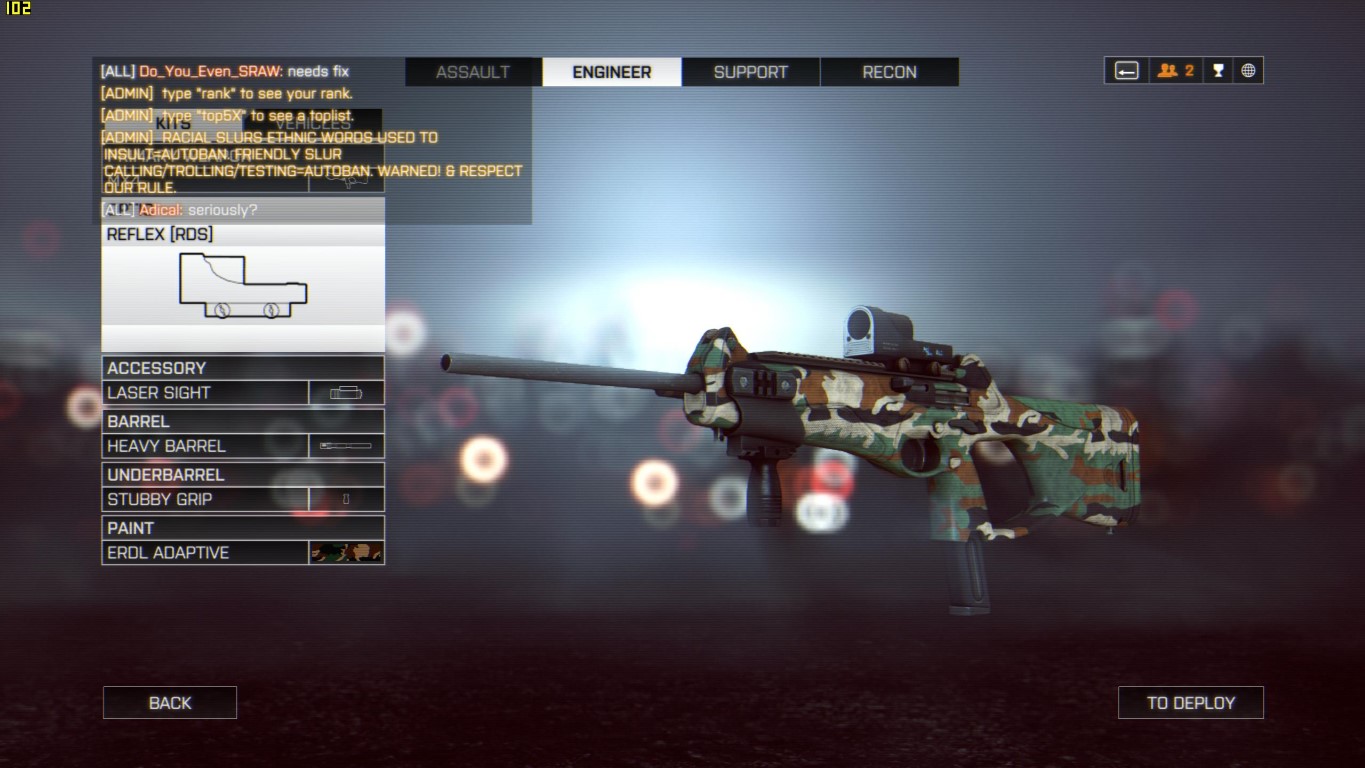 102
[ALL] Do_You_Even_SRAW: needs fix
[ADMIN] type "rank" to see your rank.
[ADMIN] type "top5X" to see a toplist.
[ADMIN] RACIAL SLURS ETHNIC WORDS USED TO
INSULT=AUTOBAN. FRIENDLY SLUR
CALLING/TROLLING/TESTING=AUTOBAN. WARNED! & RESPECT
OUR RULE.
[ALL] Adical: seriously?
ASSAULT
ENGINEER
SUPPORT
RECON
2
KITS
VEHICLES
REFLEX [RDS]
ACCESSORY
LASER SIGHT
BARREL
HEAVY BARREL
UNDERBARREL
STUBBY GRIP
PAINT
ERDL ADAPTIVE
BACK
TO DEPLOY